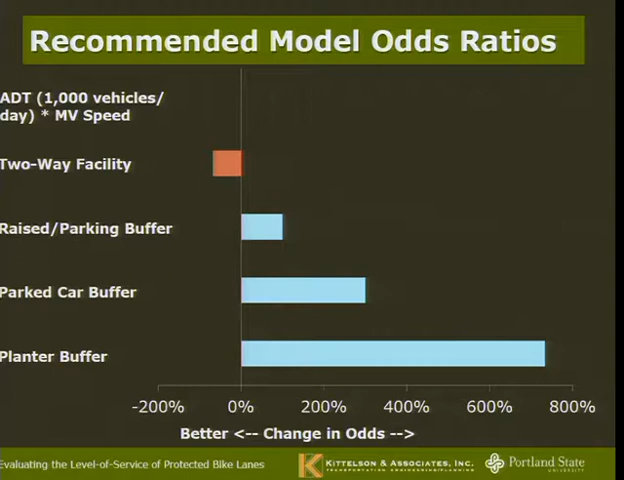 Recommended Model Odds Ratios
ADT (1,000 vehicles/
day) * MV Speed
Two-Way Facility
Raised/Parking Buffer
Parked Car Buffer
Planter Buffer
-200% 0% 200% 400% 600% 800%
Better <-- Change in Odds -->
Evaluating the Level-of-Service of Protected Bike Lanes
KITTELSON & ASSOCIATES, INC.
TRANSPORTATION ENGINEERING/PLANNING
Portland State
UNIVERSITY